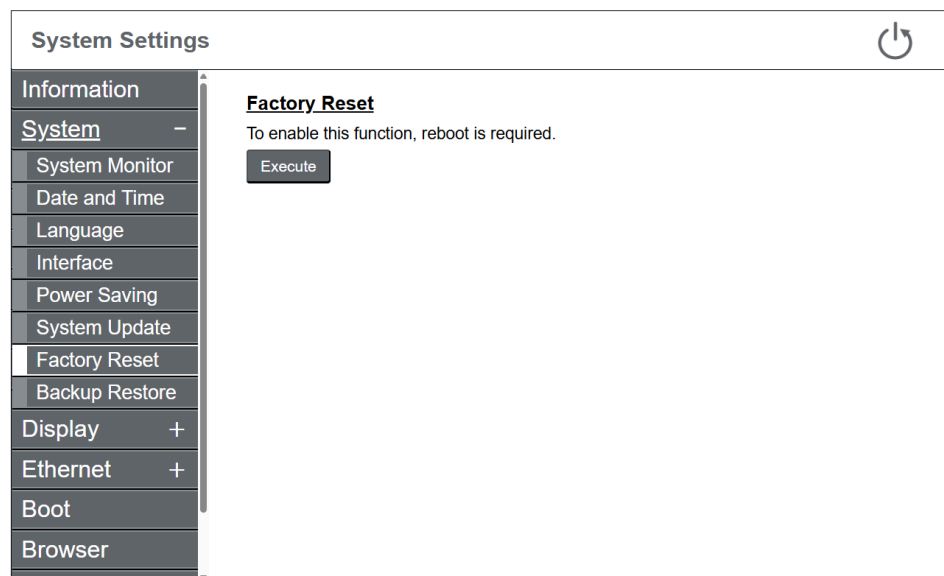 System Settings
Information
System −
System Monitor
Date and Time
Language
Interface
Power Saving
System Update
Factory Reset
Backup Restore
Display +
Ethernet +
Boot
Browser
Factory Reset
To enable this function, reboot is required.
Execute